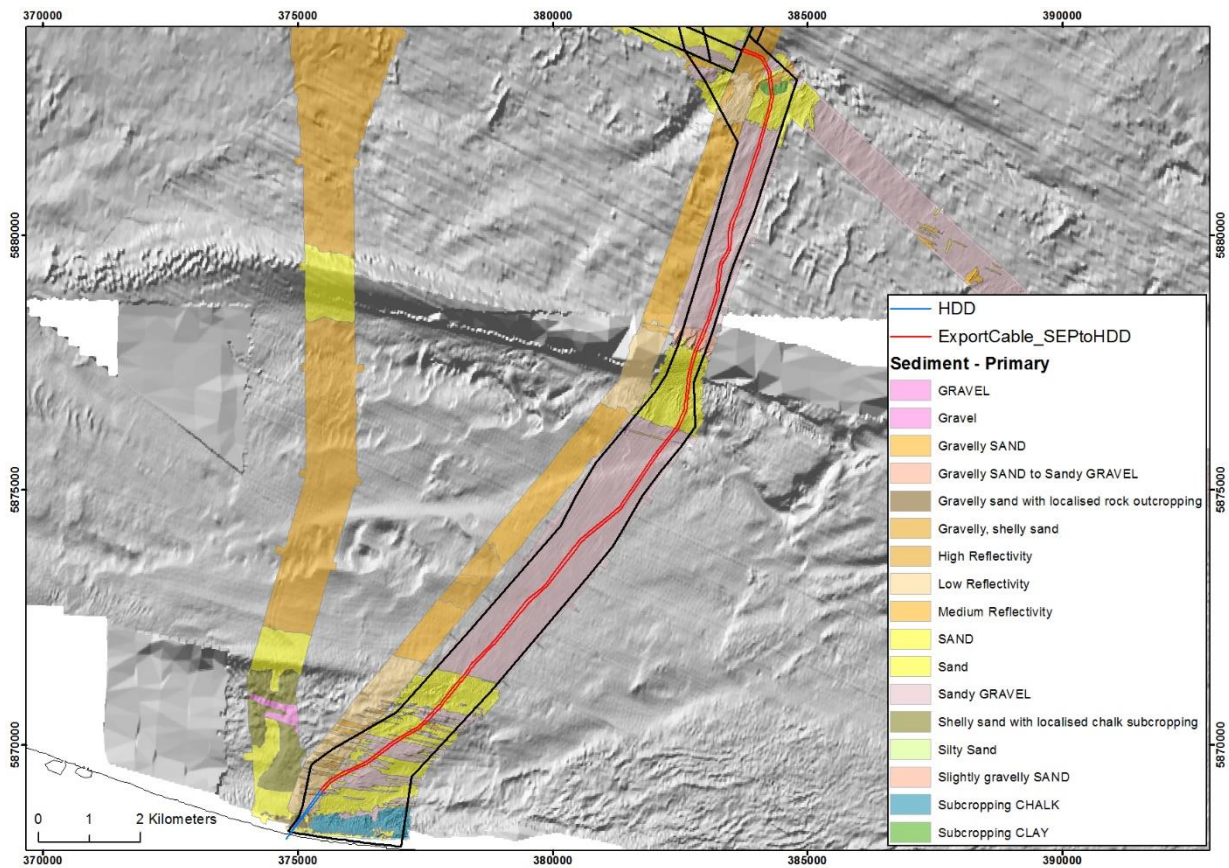 370000 375000 380000 385000 390000
5880000 5880000
HDD
ExportCable_SEPtoHDD
Sediment - Primary
GRAVEL
Gravel
Gravelly SAND
Gravelly SAND to Sandy GRAVEL
Gravelly sand with localised rock outcropping
Gravelly, shelly sand
High Reflectivity
Low Reflectivity
Medium Reflectivity
SAND
Sand
Sandy GRAVEL
Shelly sand with localised chalk subcropping
Silty Sand
Slightly gravelly SAND
Subcropping CHALK
Subcropping CLAY
5875000 5875000
5870000 5870000
0 1 2 Kilometers
370000 375000 380000 385000 390000